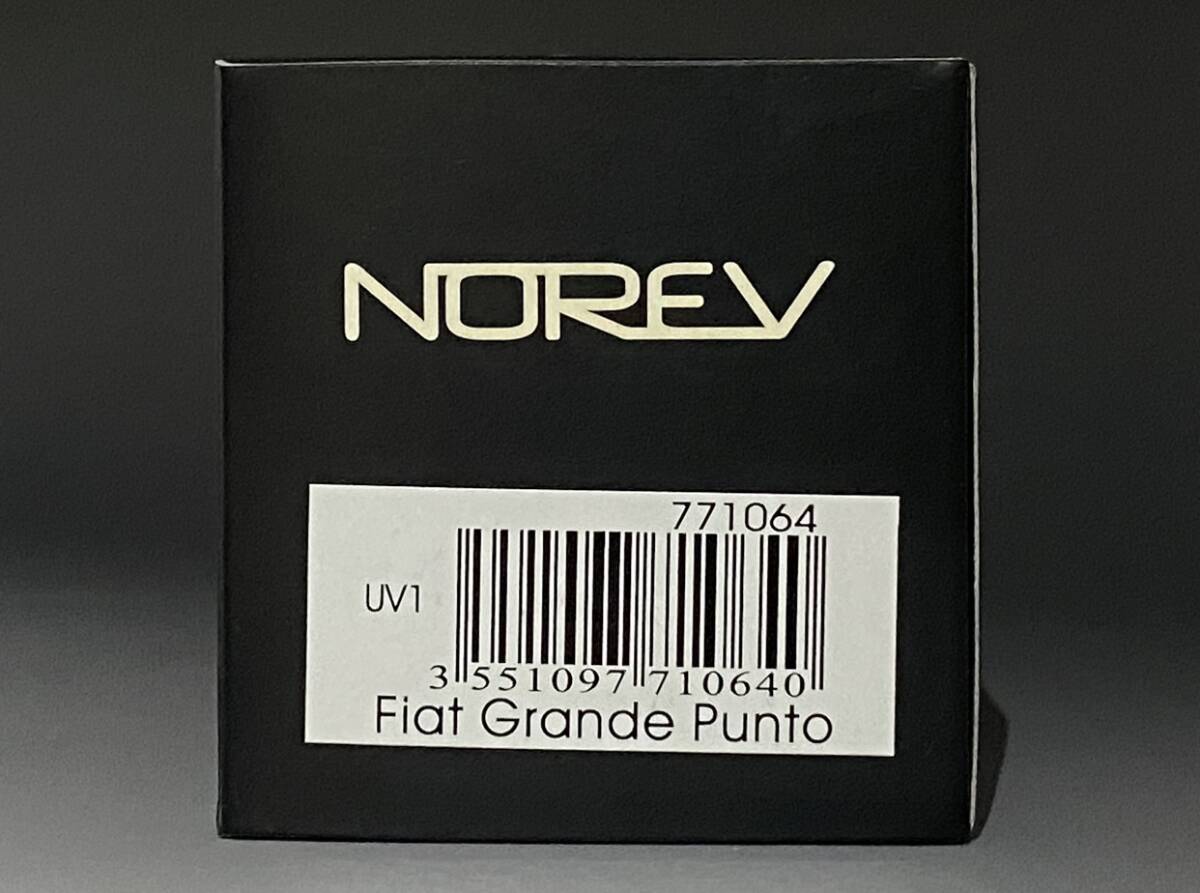 NOREV
771064
UV1
3 551097 710640
Fiat Grande Punto